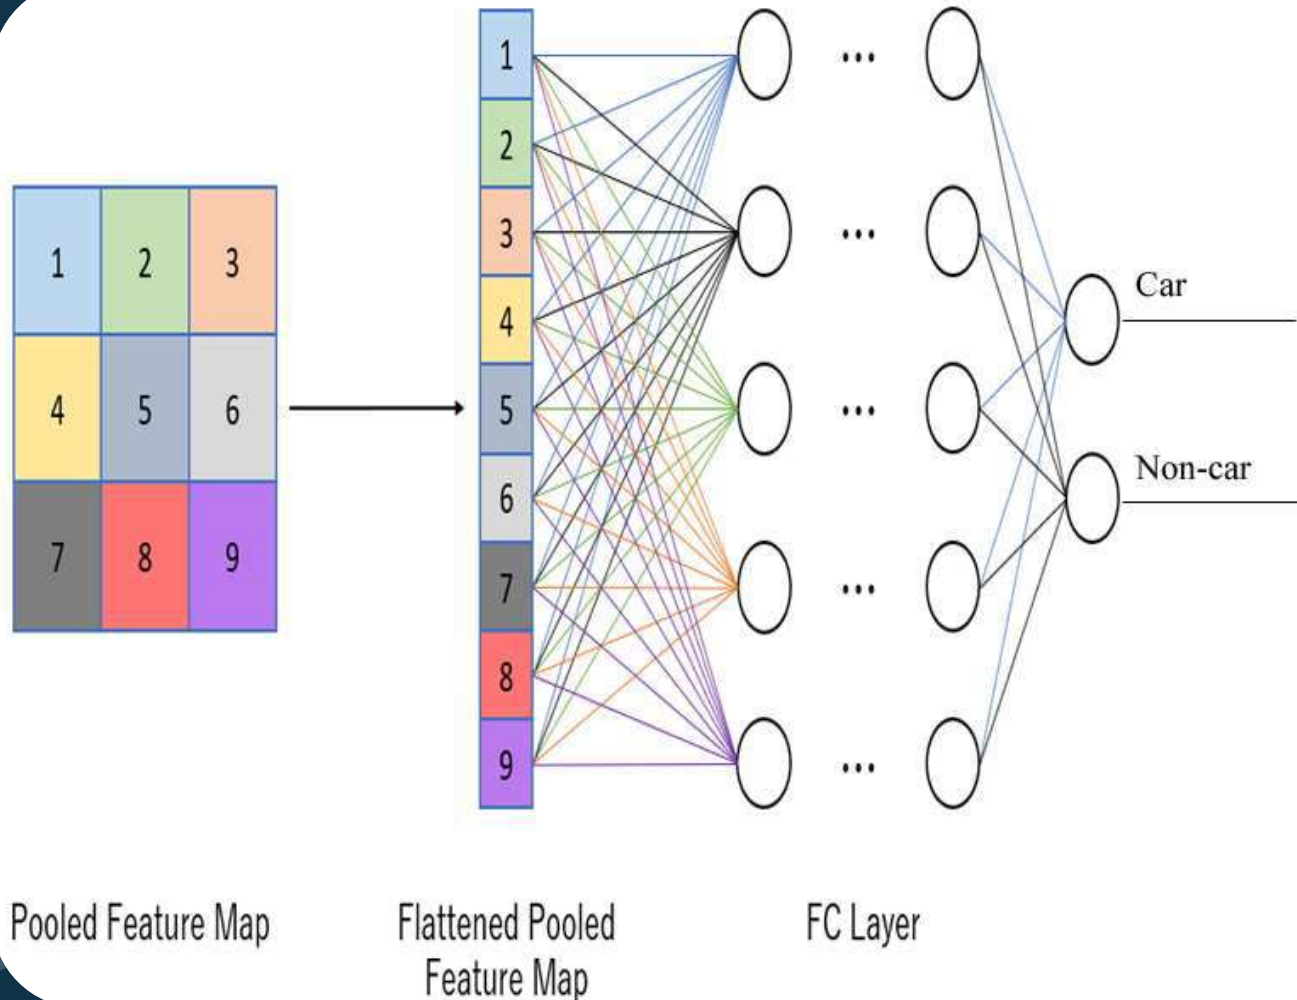 1 2 3
4 5 6
7 8 9
1
2
3
4
5
6
7
8
9
...
...
...
...
...
Car
Non-car
Pooled Feature Map
Flattened Pooled
Feature Map
FC Layer